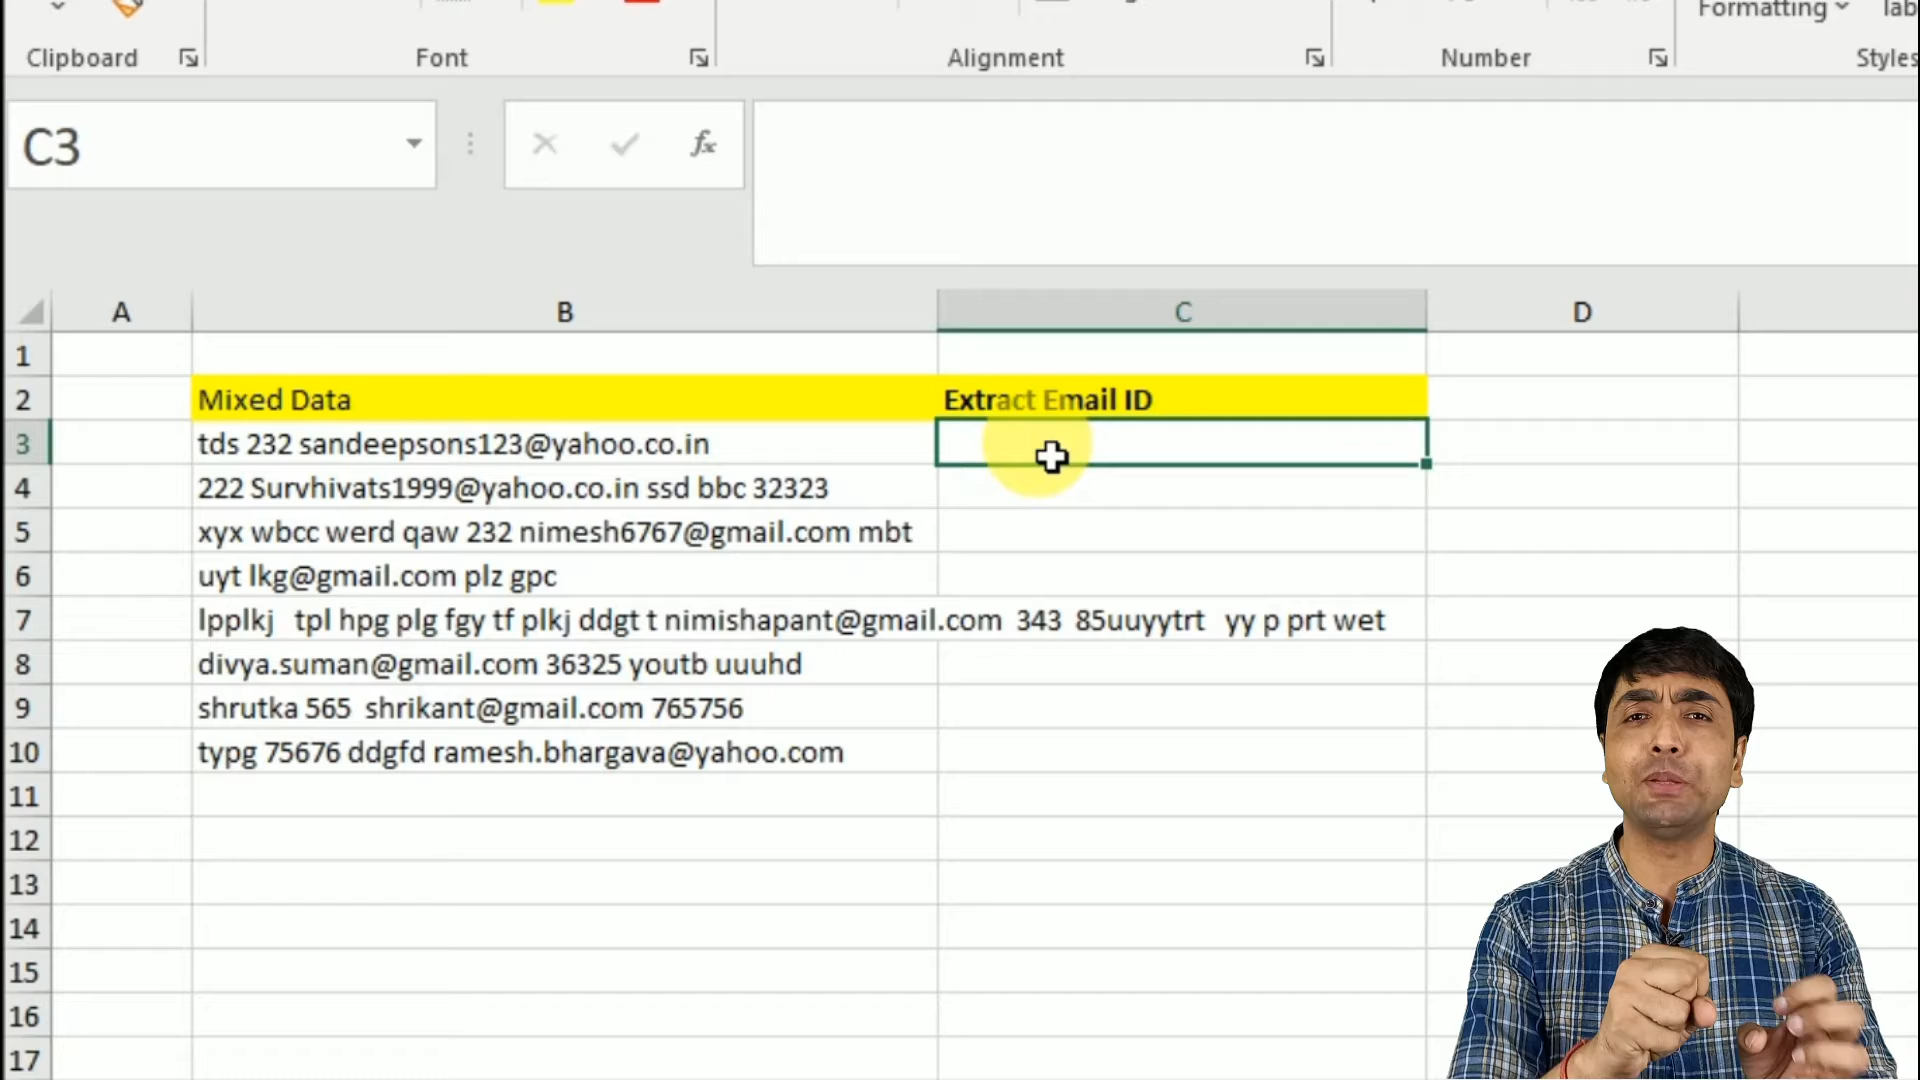 Formatting
Clipboard
Font
Alignment
Number
Styles
C3
fx
A B C D
1
2 Mixed Data Extract Email ID
3 tds 232 sandeepsons123@yahoo.co.in
4 222 Survhivats1999@yahoo.co.in ssd bbc 32323
5 xyx wbcc werd qaw 232 nimesh6767@gmail.com mbt
6 uyt lkg@gmail.com plz gpc
7 lpplkj tpl hpg plg fgy tf plkj ddgt t nimishapant@gmail.com 343 85uuyytrt yy p prt wet
8 divya.suman@gmail.com 36325 youtb uuuhd
9 shrutka 565 shrikant@gmail.com 765756
10 typg 75676 ddgfd ramesh.bhargava@yahoo.com
11
12
13
14
15
16
17